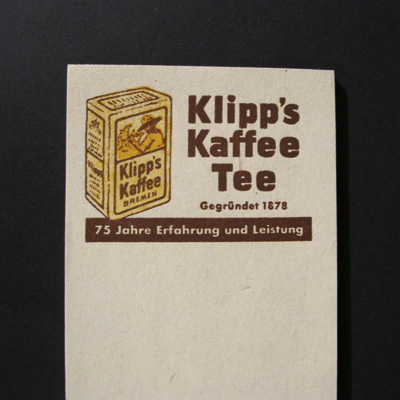 Klipp's
Kaffee
Tee
Gegründet 1878
Klipp's
Kaffee
BREMEN
75 Jahre Erfahrung und Leistung